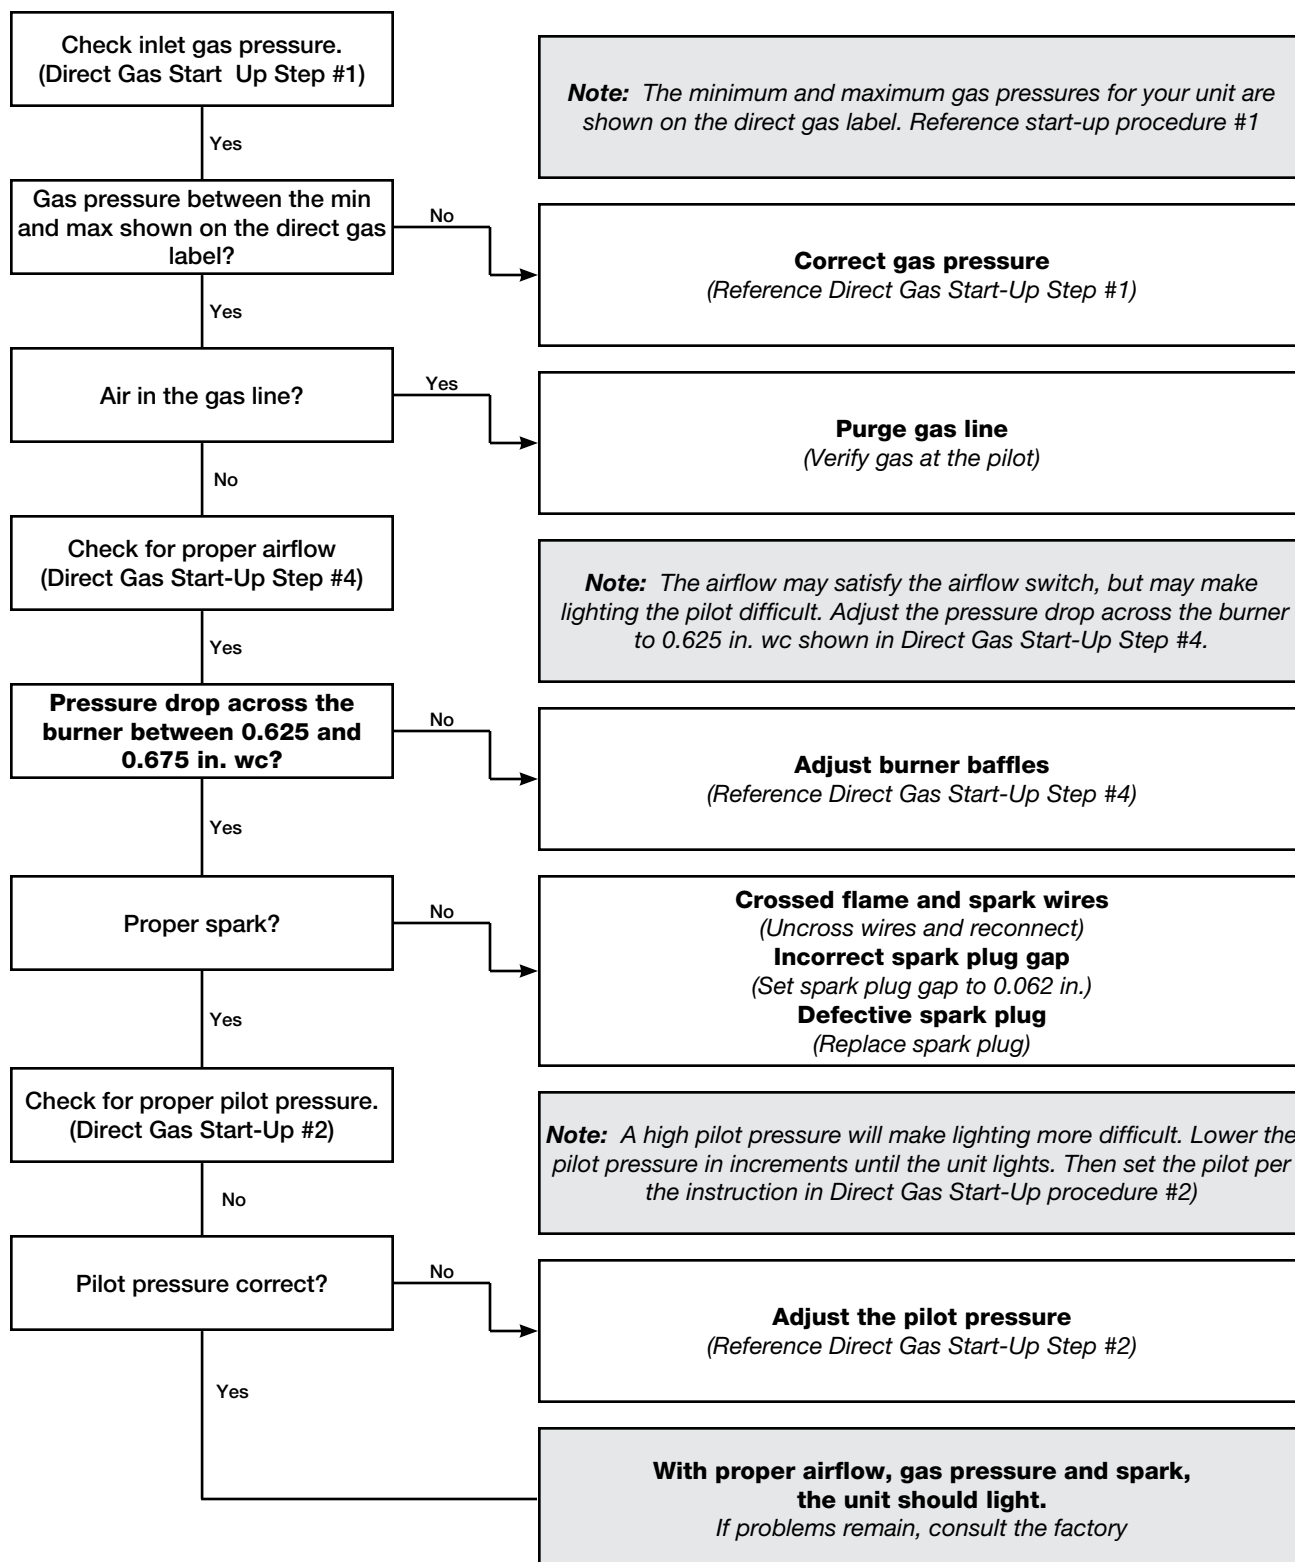 Check inlet gas pressure.
(Direct Gas Start Up Step #1)
Note: The minimum and maximum gas pressures for your unit are
shown on the direct gas label. Reference start-up procedure #1
Yes
Gas pressure between the min
and max shown on the direct gas
label?
No
Correct gas pressure
(Reference Direct Gas Start-Up Step #1)
Yes
Air in the gas line?
Yes
Purge gas line
(Verify gas at the pilot)
No
Check for proper airflow
(Direct Gas Start-Up Step #4)
Note: The airflow may satisfy the airflow switch, but may make
lighting the pilot difficult. Adjust the pressure drop across the burner
to 0.625 in. wc shown in Direct Gas Start-Up Step #4.
Yes
Pressure drop across the
burner between 0.625 and
0.675 in. wc?
No
Adjust burner baffles
(Reference Direct Gas Start-Up Step #4)
Yes
Proper spark?
No
Crossed flame and spark wires
(Uncross wires and reconnect)
Incorrect spark plug gap
(Set spark plug gap to 0.062 in.)
Defective spark plug
(Replace spark plug)
Yes
Check for proper pilot pressure.
(Direct Gas Start-Up #2)
Note: A high pilot pressure will make lighting more difficult. Lower the
pilot pressure in increments until the unit lights. Then set the pilot per
the instruction in Direct Gas Start-Up procedure #2)
No
Pilot pressure correct?
No
Adjust the pilot pressure
(Reference Direct Gas Start-Up Step #2)
Yes
With proper airflow, gas pressure and spark,
the unit should light.
If problems remain, consult the factory